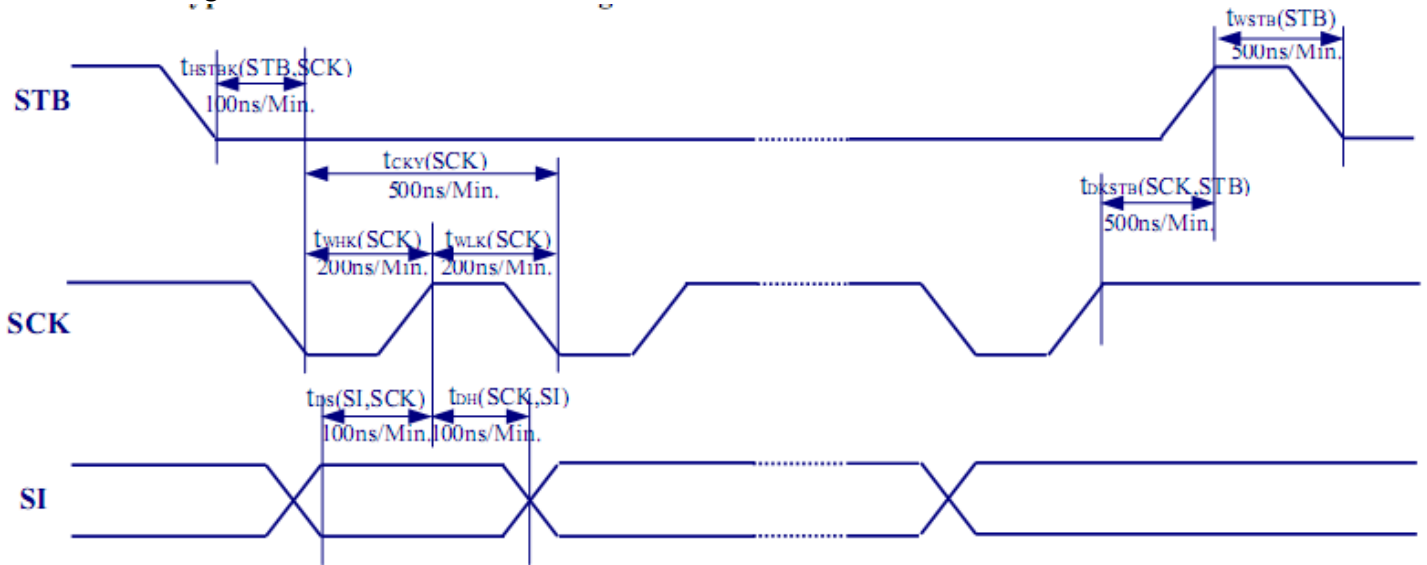 tWSTB(STB)
500ns/Min.
tHSTBK(STB,SCK)
100ns/Min.
STB
tCKY(SCK)
500ns/Min.
tDKSTB(SCK,STB)
500ns/Min.
tWHK(SCK) tWLK(SCK)
200ns/Min. 200ns/Min.
SCK
tDS(SI,SCK) tDH(SCK,SI)
100ns/Min. 100ns/Min.
SI